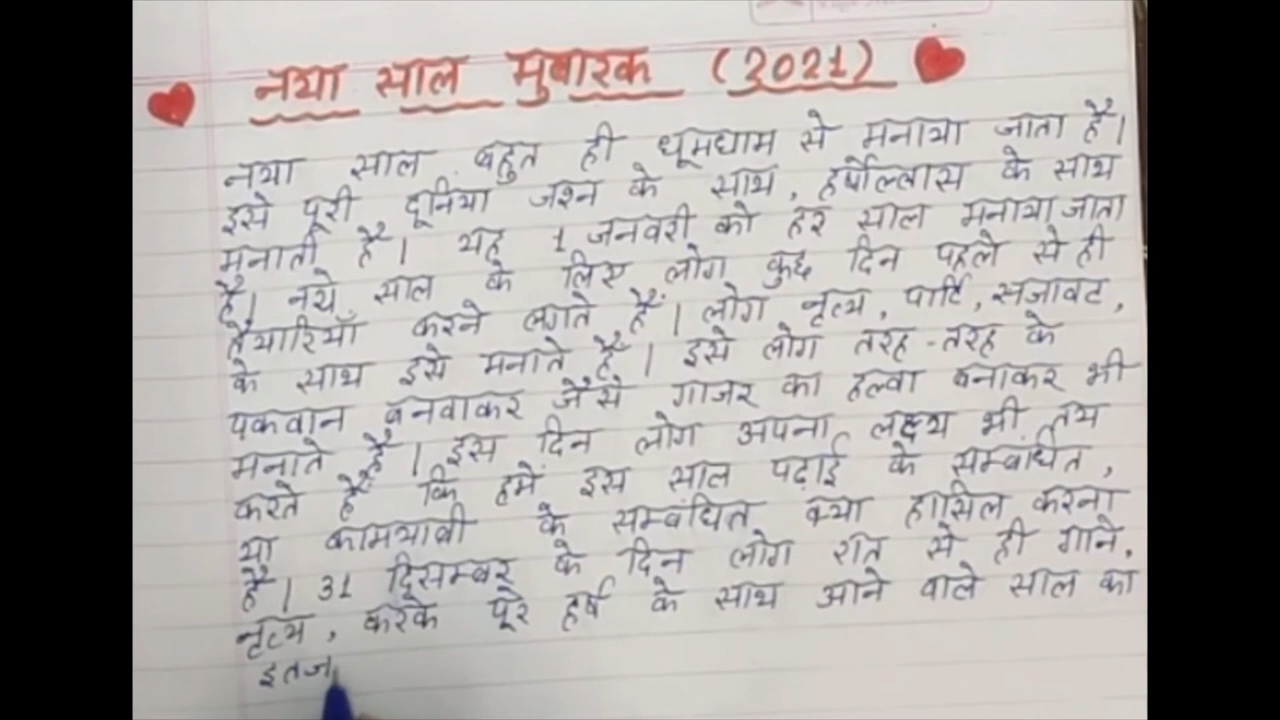 नया साल मुबारक (2021)
नया साल बहुत ही धूमधाम से मनाया जाता है।
इसे पूरी दूनिया जश्न के साथ, हर्षोल्लास के साथ
मनाती है। यह 1 जनवरी को हर साल मनाया जाता
है। नये साल के लिए लोग कुछ दिन पहले से ही
तैयारियाँ करने लगते हैं। लोग नृत्य, पार्टि, सजावट,
के साथ इसे मनाते हैं। इसे लोग तरह-तरह के
पकवान बनवाकर जैसे गाजर का हल्वा बनाकर भी
मनाते हैं। इस दिन लोग अपना लक्ष्य भी तय
करते हैं कि हमें इस साल पढ़ाई के सम्बंधित,
या कामयाबी के सम्बंधित क्या हासिल करना
है। 31 दिसम्बर के दिन लोग रात से ही गाने,
नृत्य, करके पूरे हर्ष के साथ आने वाले साल का
इतज